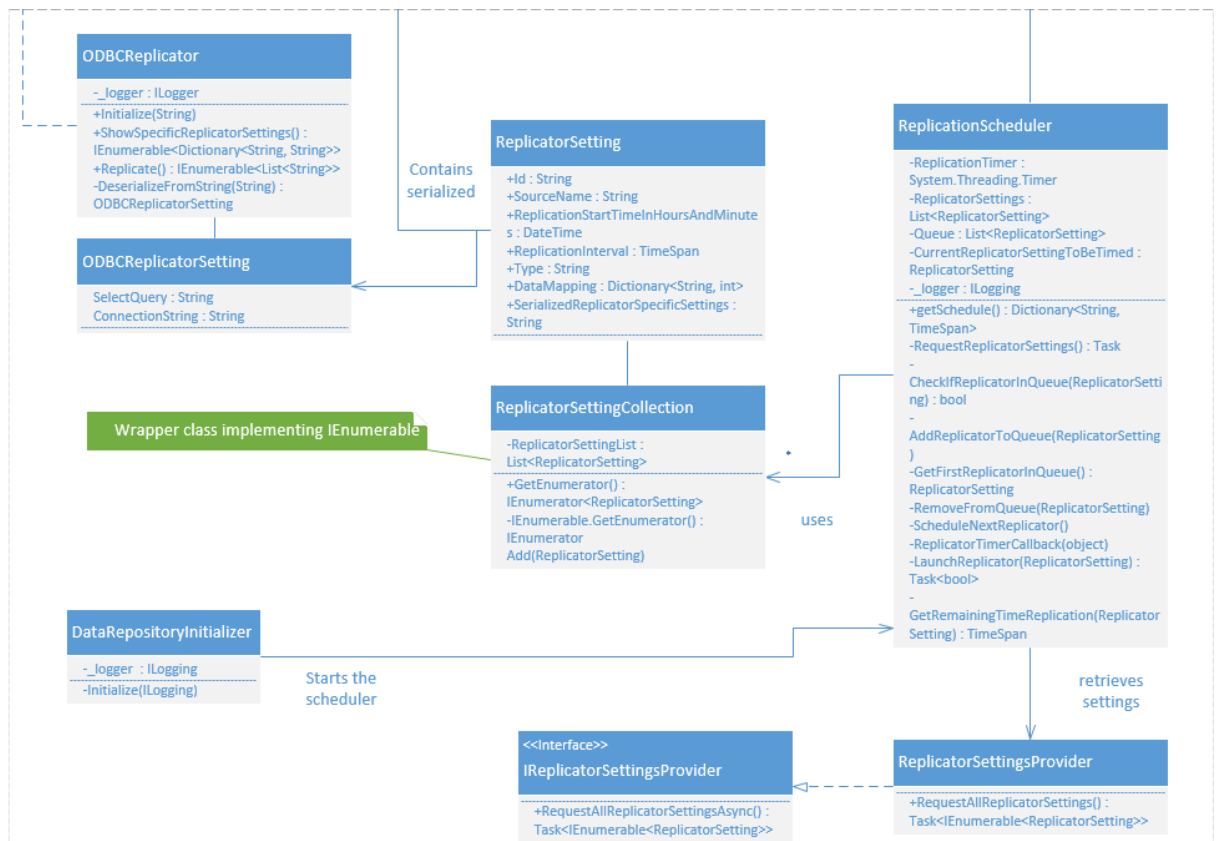 ODBCReplicator
-_logger : ILogger
+Initialize(String)
+ShowSpecificReplicatorSettings() :
IEnumerable<Dictionary<String, String>>
+Replicate() : IEnumerable<List<String>>
-DeserializeFromString(String) :
ODBCReplicatorSetting
ODBCReplicatorSetting
SelectQuery : String
ConnectionString : String
Contains
serialized
ReplicatorSetting
+Id : String
+SourceName : String
+ReplicationStartTimeInHoursAndMinute
s : DateTime
+ReplicationInterval : TimeSpan
+Type : String
+DataMapping : Dictionary<String, int>
+SerializedReplicatorSpecificSettings :
String
ReplicatorSettingCollection
-ReplicatorSettingList :
List<ReplicatorSetting>
+GetEnumerator() :
IEnumerator<ReplicatorSetting>
-IEnumerable.GetEnumerator() :
IEnumerator
Add(ReplicatorSetting)
Wrapper class implementing IEnumerable
uses
ReplicationScheduler
-ReplicationTimer :
System.Threading.Timer
-ReplicatorSettings :
List<ReplicatorSetting>
-Queue : List<ReplicatorSetting>
-CurrentReplicatorSettingToBeTimed :
ReplicatorSetting
-_logger : ILogging
+getSchedule() : Dictionary<String,
TimeSpan>
-RequestReplicatorSettings() : Task
-
CheckIfReplicatorInQueue(ReplicatorSetti
ng) : bool
-
AddReplicatorToQueue(ReplicatorSetting
)
-GetFirstReplicatorInQueue() :
ReplicatorSetting
-RemoveFromQueue(ReplicatorSetting)
-ScheduleNextReplicator()
-ReplicatorTimerCallback(object)
-LaunchReplicator(ReplicatorSetting) :
Task<bool>
-
GetRemainingTimeReplication(Replicator
Setting) : TimeSpan
DataRepositoryInitializer
-_logger : ILogging
-Initialize(ILogging)
Starts the
scheduler
retrieves
settings
<<Interface>>
IReplicatorSettingsProvider
+RequestAllReplicatorSettingsAsync() :
Task<IEnumerable<ReplicatorSetting>>
ReplicatorSettingsProvider
+RequestAllReplicatorSettings() :
Task<IEnumerable<ReplicatorSetting>>